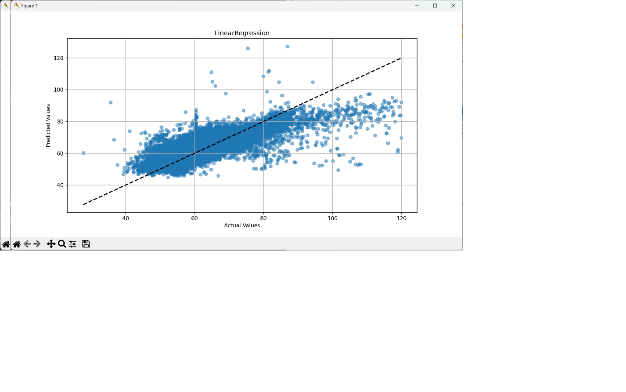 Figure 1
LinearRegression
120
100
80
60
40
Predicted Values
40 60 80 100 120
Actual Values